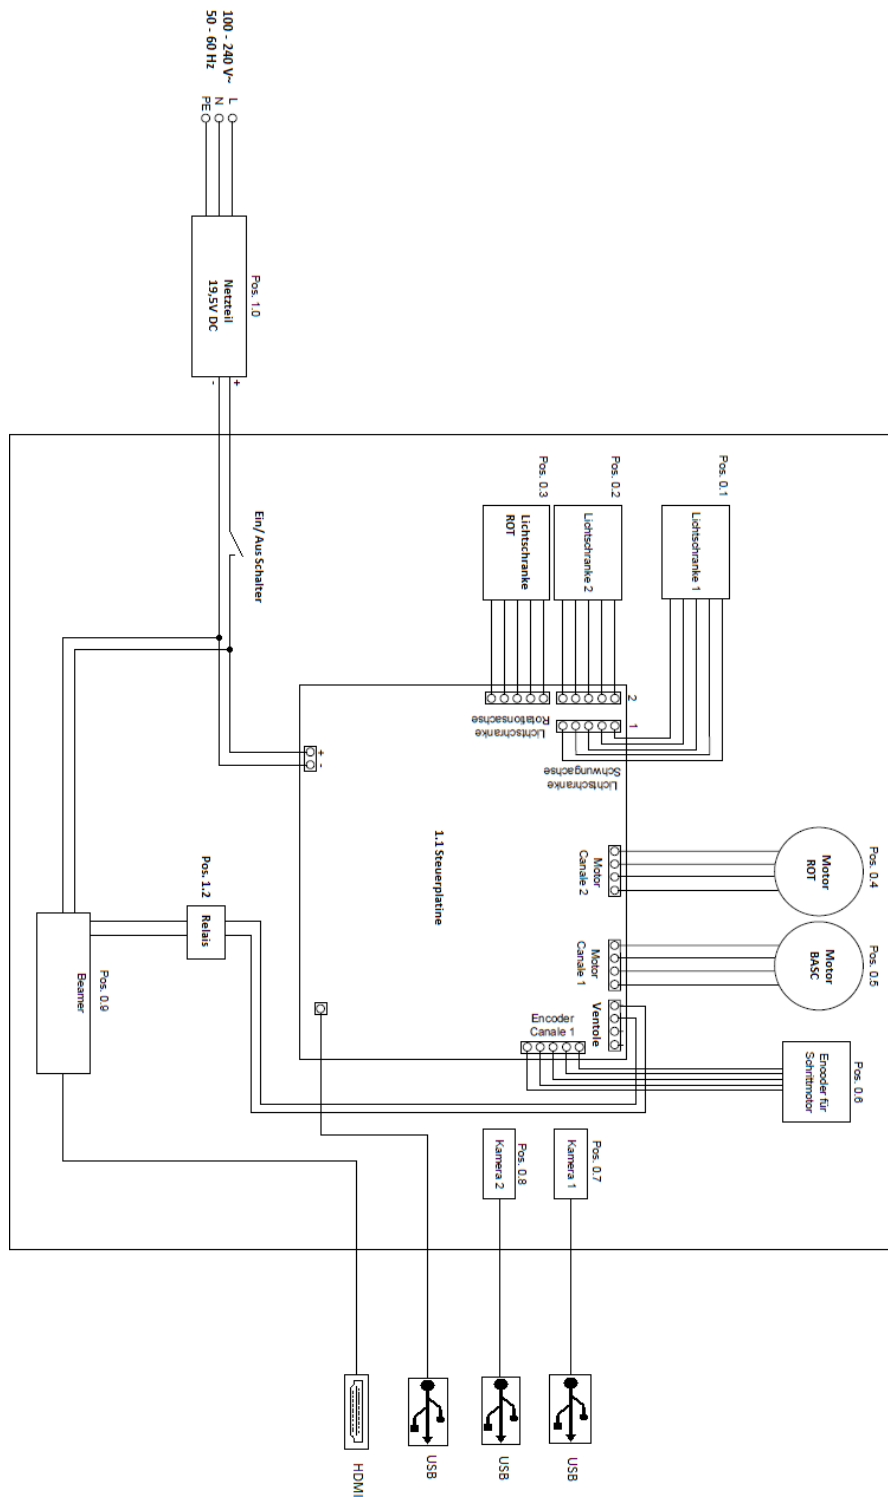 100 - 240 V~
50 - 60 Hz
L
N
PE
Pos. 1.0
Netzteil
19,5V DC
+
-
Ein/ Aus Schalter
Pos. 0.1
Lichtschranke 1
Pos. 0.2
Lichtschranke 2
Pos. 0.3
Lichtschranke
ROT
2
1
Lichtschranke
Rotationsachse
Lichtschranke
Schwungachse
+
-
1.1 Steuerplatine
Pos. 0.4
Motor
ROT
Motor
Canale 2
Pos. 0.5
Motor
BASC
Motor
Canale 1
Ventole
-
+
Encoder
Canale 1
Pos. 0.6
Encoder für
Schrittmotor
Pos. 1.2
Relais
Pos. 0.9
Beamer
Pos. 0.7
Kamera 1
Pos. 0.8
Kamera 2
USB
USB
USB
HDMI